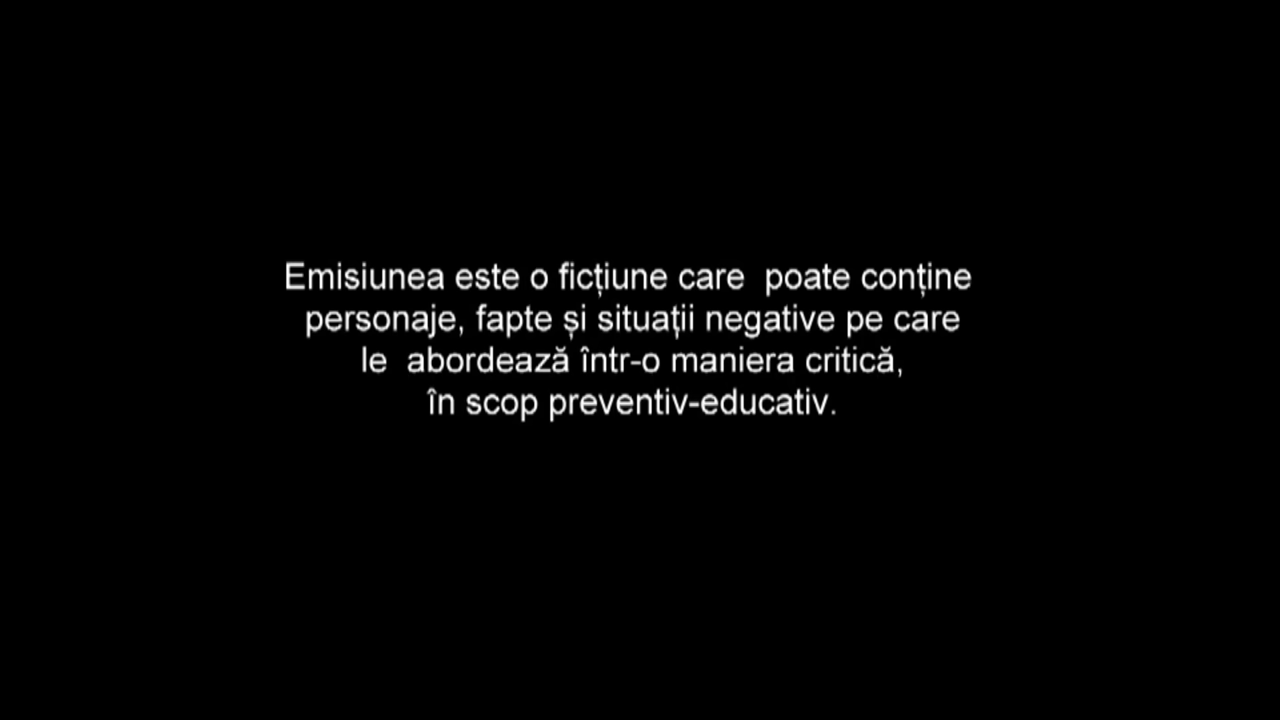 Emisiunea este o ficțiune care  poate conține
personaje, fapte și situații negative pe care
le  abordează într-o maniera critică,
în scop preventiv-educativ.